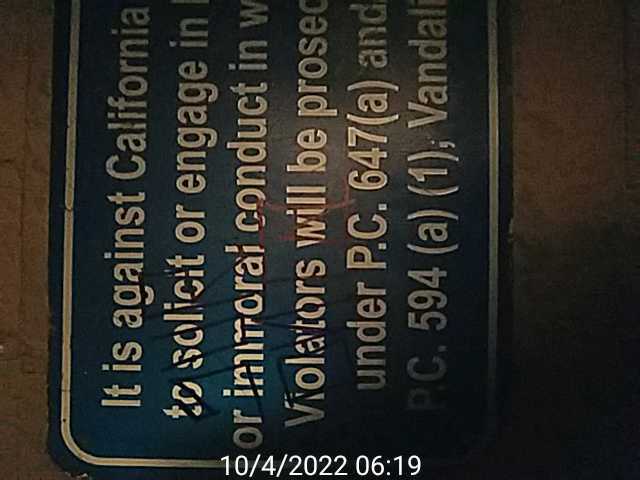 It is against California
to solicit or engage in
or immoral conduct in w
Violators will be prosec
under P.C. 647(a) and
P.C. 594 (a) (1), Vandali
10/4/2022 06:19